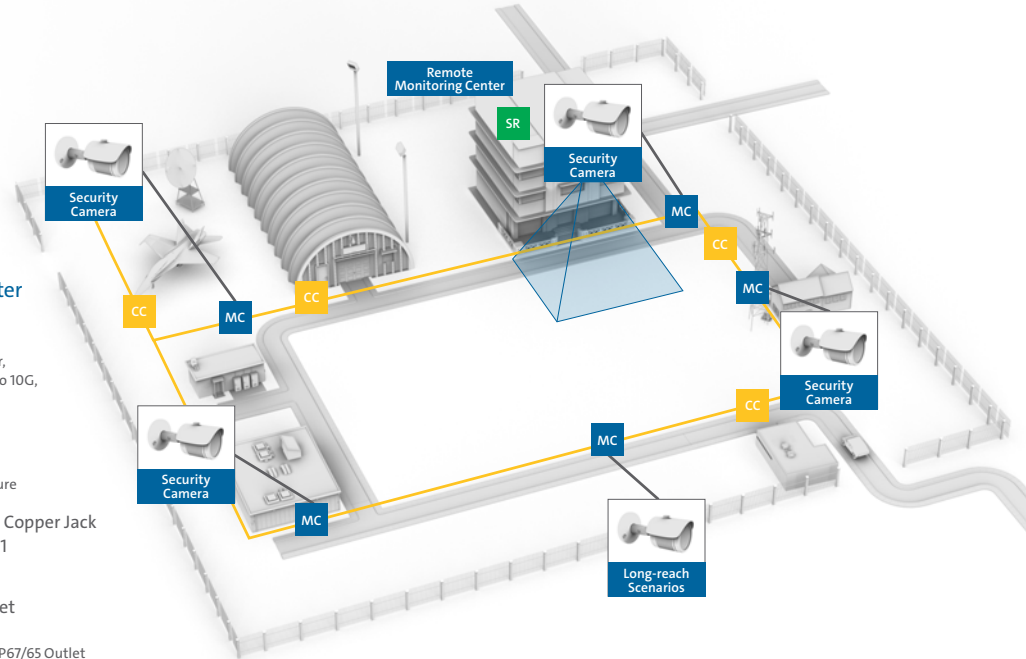 Remote
Monitoring Center
SR
Security
Camera
Security
Camera
MC
CC
MC
CC
CC
MC
Security
Camera
CC
MC
Security
Camera
MC
Long-reach
Scenarios
ter
r,
o 10G,
ure
Copper Jack
1
et
P67/65 Outlet